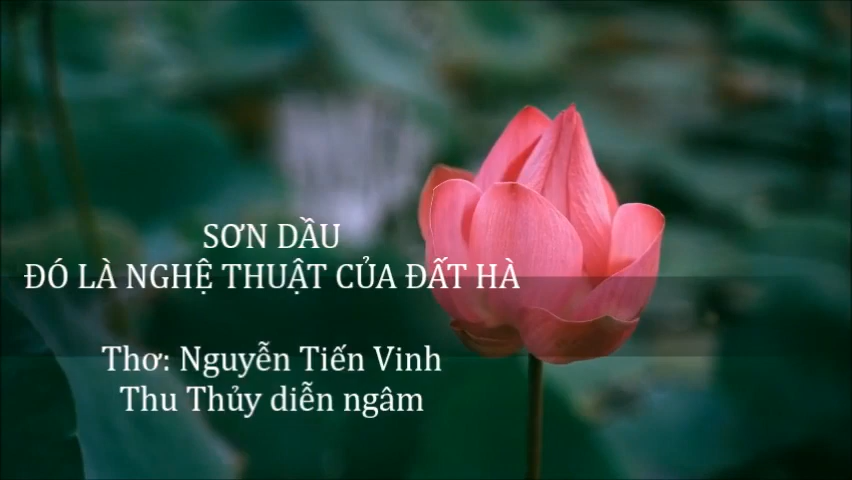 SƠN DẦU
ĐÓ LÀ NGHỆ THUẬT CỦA ĐẤT HÀ
Thơ: Nguyễn Tiến Vinh
Thu Thủy diễn ngâm